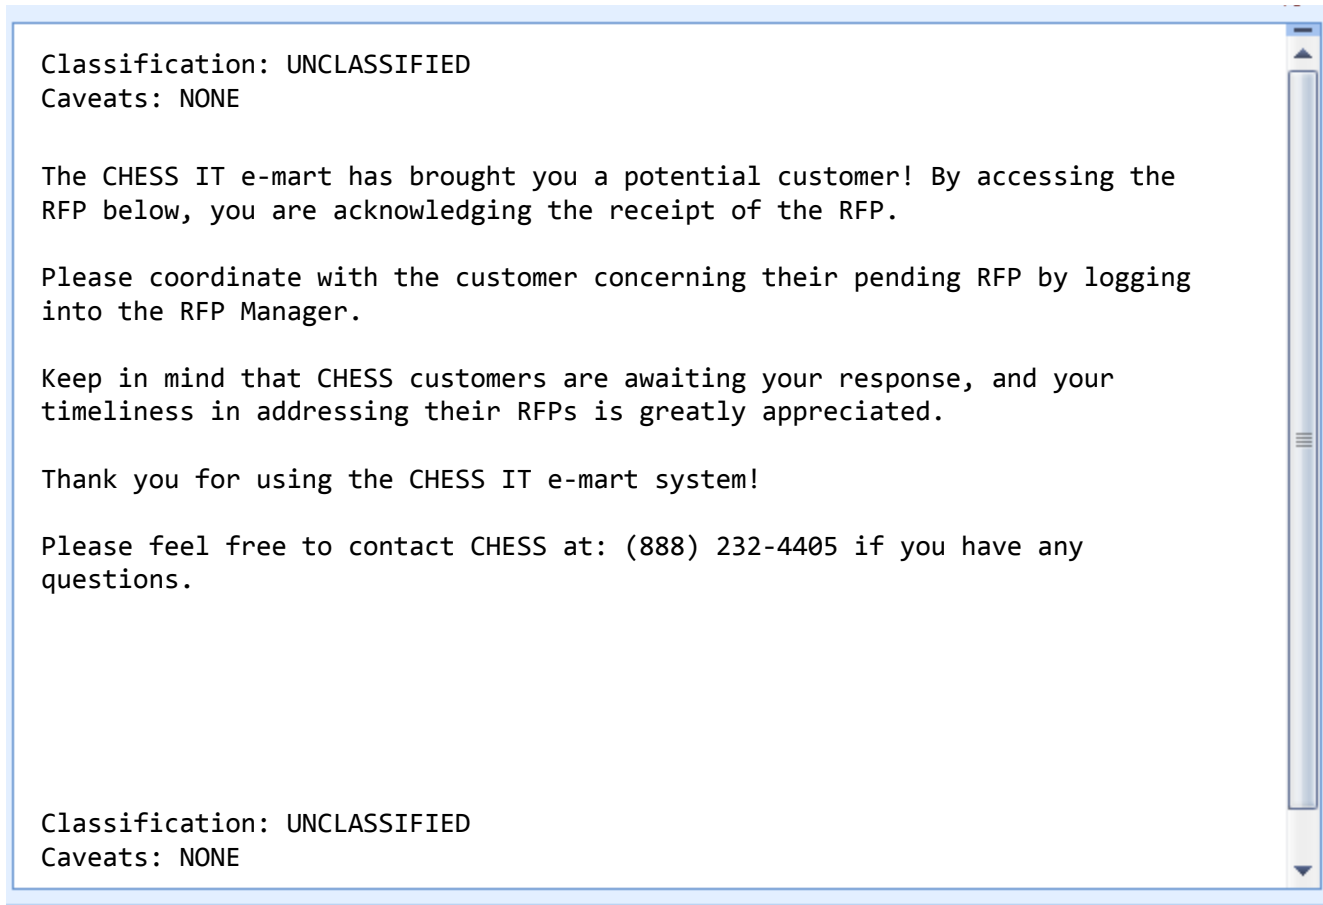 Classification: UNCLASSIFIED
Caveats: NONE
The CHESS IT e-mart has brought you a potential customer! By accessing the
RFP below, you are acknowledging the receipt of the RFP.
Please coordinate with the customer concerning their pending RFP by logging
into the RFP Manager.
Keep in mind that CHESS customers are awaiting your response, and your
timeliness in addressing their RFPs is greatly appreciated.
Thank you for using the CHESS IT e-mart system!
Please feel free to contact CHESS at: (888) 232-4405 if you have any
questions.
Classification: UNCLASSIFIED
Caveats: NONE